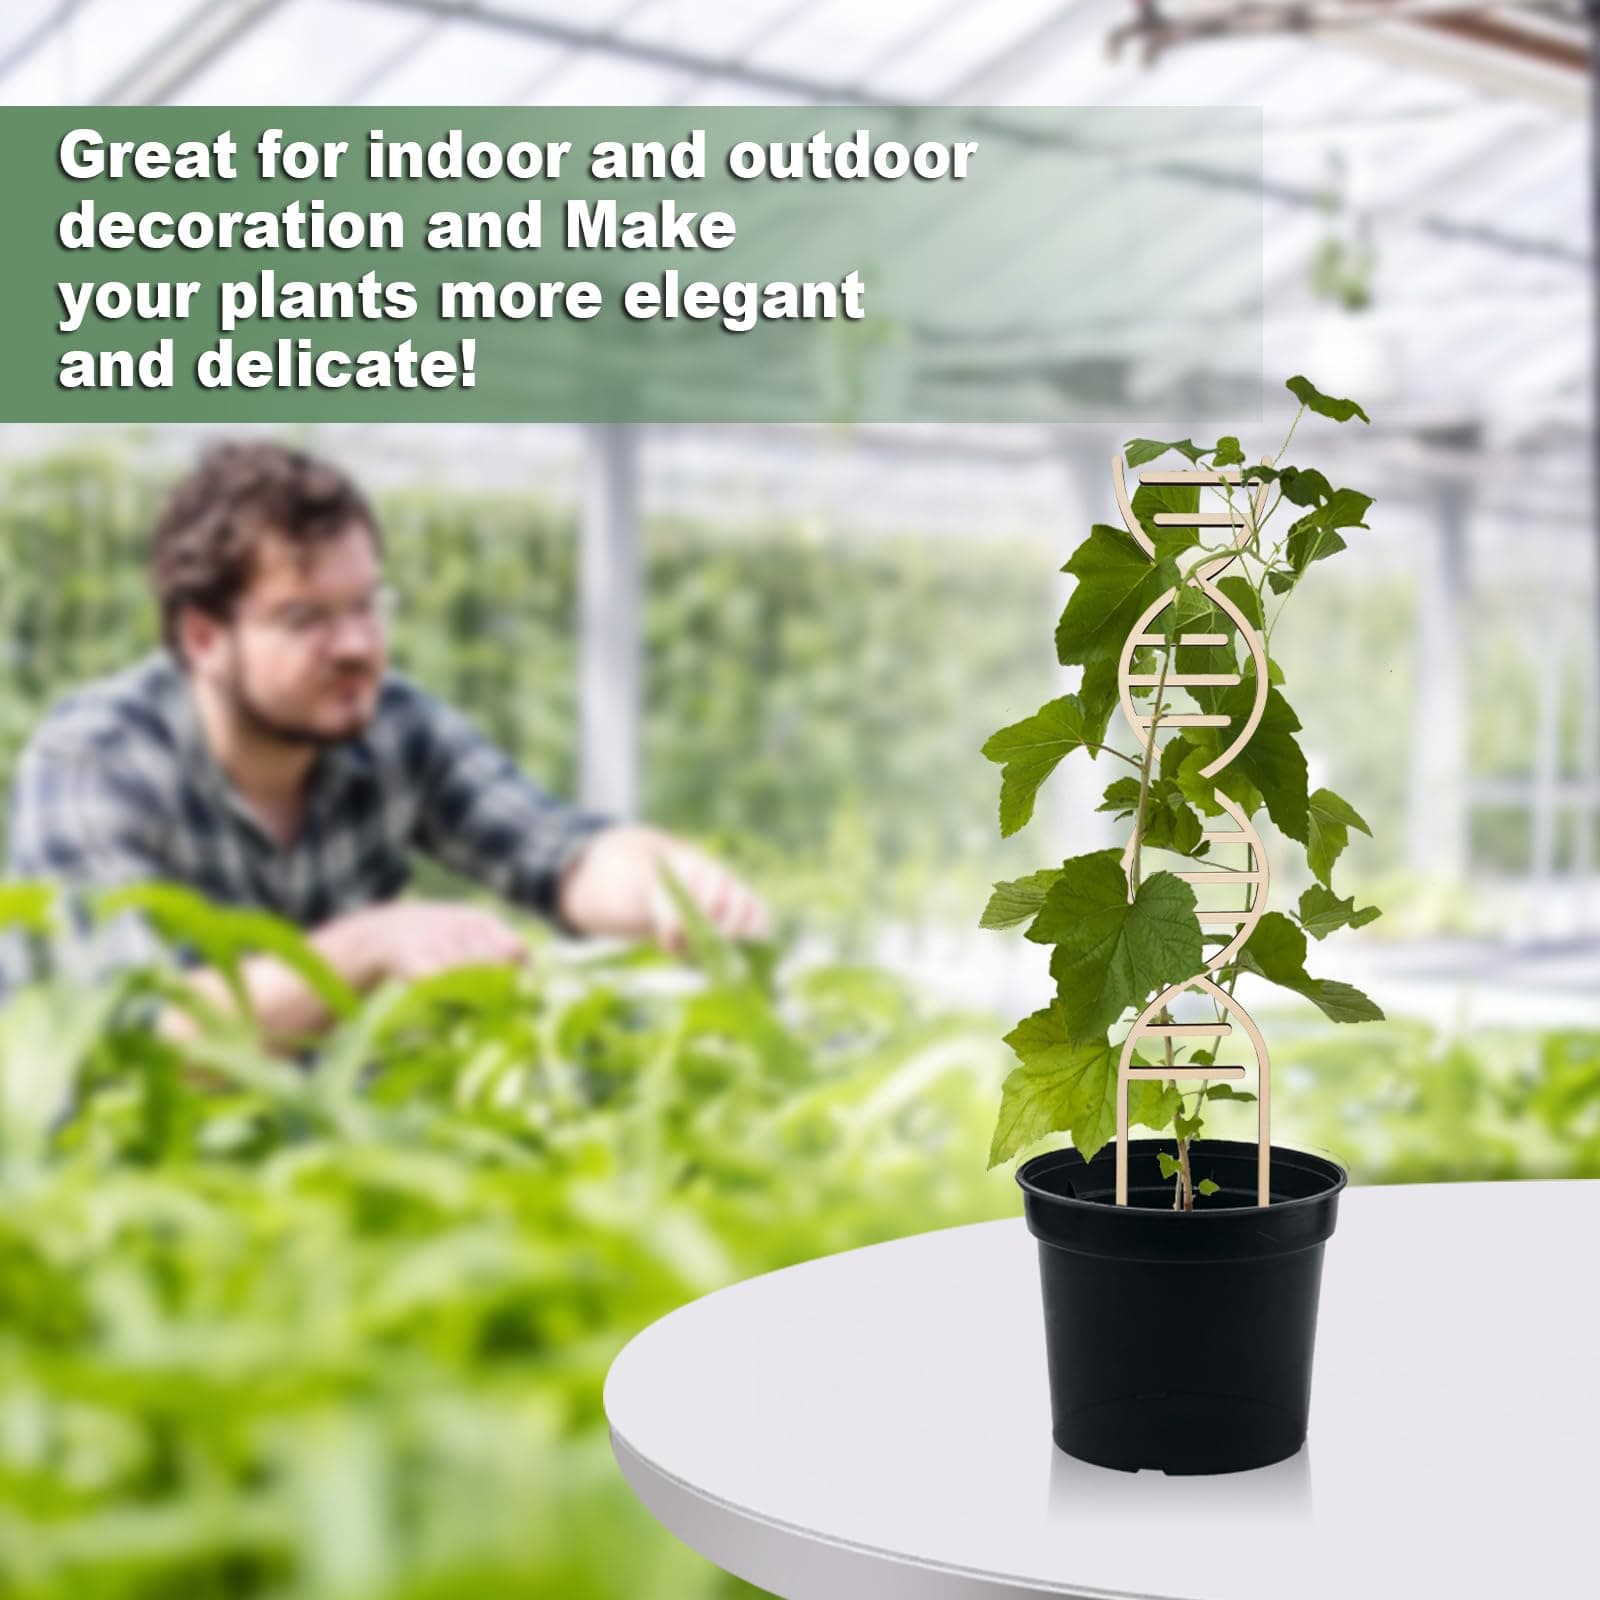 Great for indoor and outdoor
decoration and Make
your plants more elegant
and delicate!